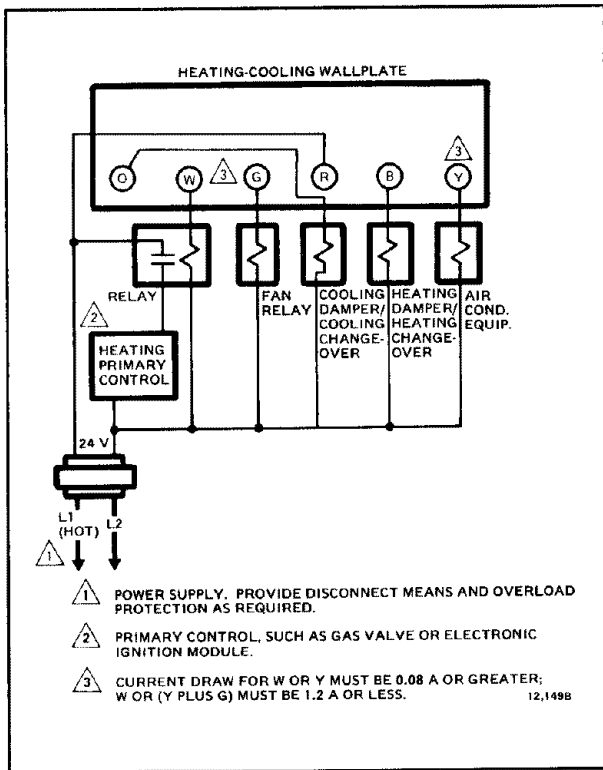 HEATING-COOLING WALLPLATE
3
3
O W G R B Y
RELAY
FAN
RELAY
COOLING
DAMPER/
COOLING
CHANGE-
OVER
HEATING
DAMPER/
HEATING
CHANGE-
OVER
AIR
COND.
EQUIP.
2
HEATING
PRIMARY
CONTROL
24 V
L1
(HOT)
L2
1
1 POWER SUPPLY. PROVIDE DISCONNECT MEANS AND OVERLOAD
PROTECTION AS REQUIRED.
2 PRIMARY CONTROL, SUCH AS GAS VALVE OR ELECTRONIC
IGNITION MODULE.
3 CURRENT DRAW FOR W OR Y MUST BE 0.08 A OR GREATER;
W OR (Y PLUS G) MUST BE 1.2 A OR LESS. 12,149B